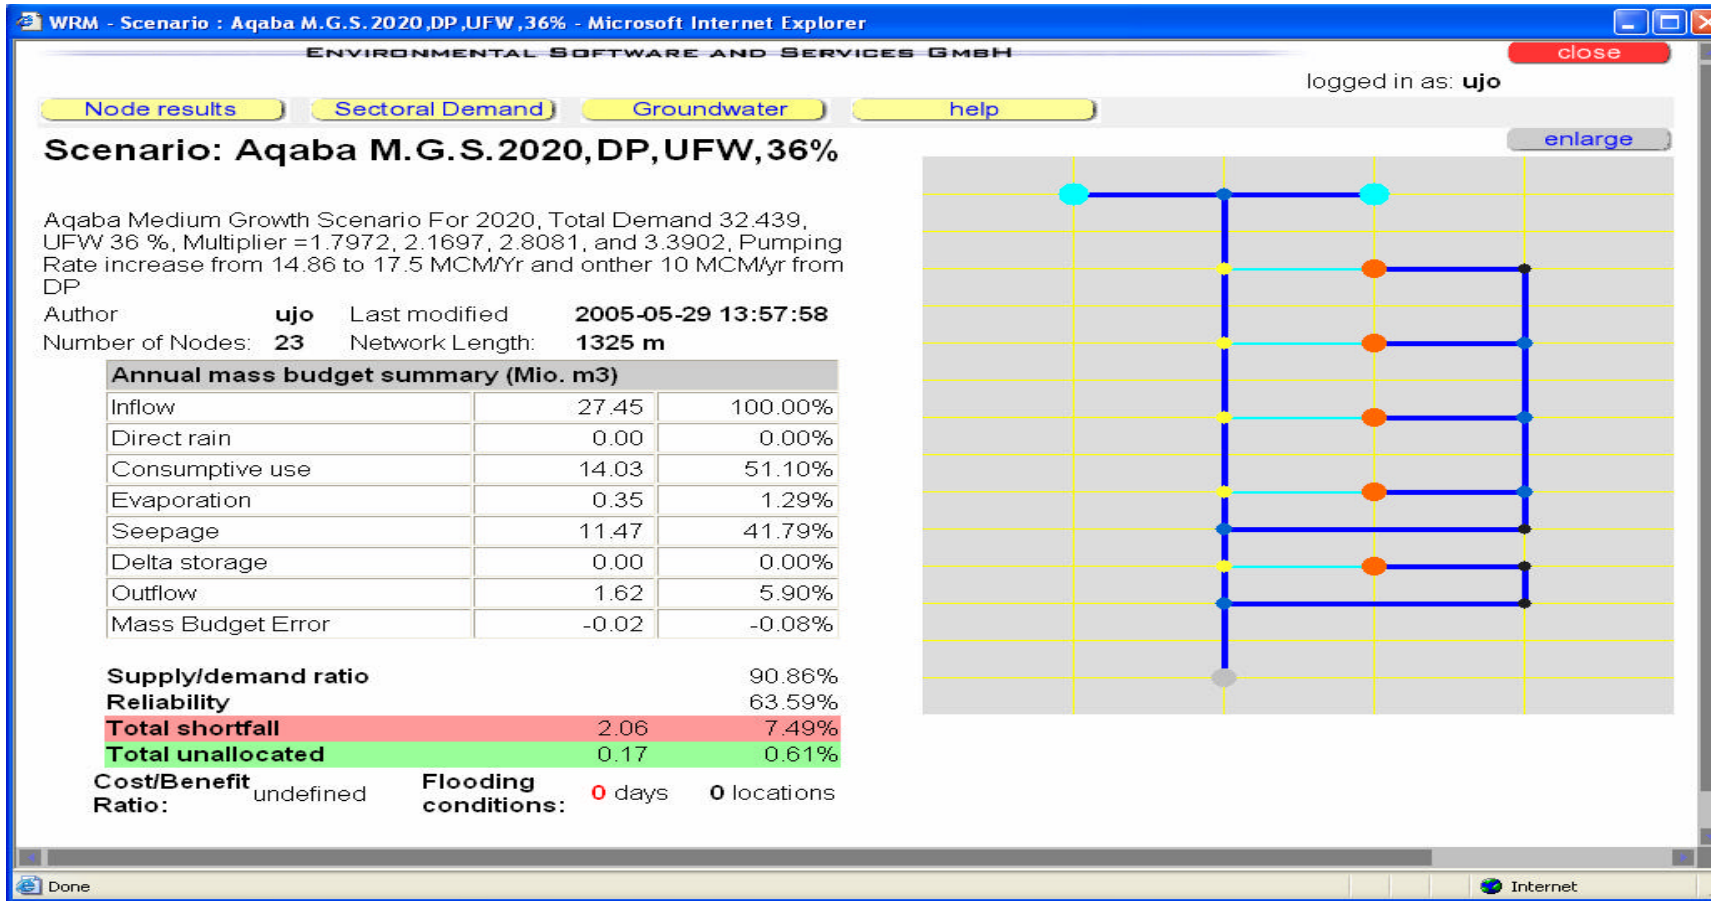 WRM - Scenario : Aqaba M.G.S.2020,DP,UFW,36% - Microsoft Internet Explorer
ENVIRONMENTAL SOFTWARE AND SERVICES GMBH
close
logged in as: ujo
Node results Sectoral Demand Groundwater help
enlarge
Scenario: Aqaba M.G.S.2020,DP,UFW,36%
Aqaba Medium Growth Scenario For 2020, Total Demand 32.439,
UFW 36 %, Multiplier =1.7972, 2.1697, 2.8081, and 3.3902, Pumping
Rate increase from 14.86 to 17.5 MCM/Yr and onther 10 MCM/yr from
DP
Author ujo Last modified 2005-05-29 13:57:58
Number of Nodes: 23 Network Length: 1325 m
Annual mass budget summary (Mio. m3)
Inflow 27.45 100.00%
Direct rain 0.00 0.00%
Consumptive use 14.03 51.10%
Evaporation 0.35 1.29%
Seepage 11.47 41.79%
Delta storage 0.00 0.00%
Outflow 1.62 5.90%
Mass Budget Error -0.02 -0.08%
Supply/demand ratio 90.86%
Reliability 63.59%
Total shortfall 2.06 7.49%
Total unallocated 0.17 0.61%
Cost/Benefit Ratio: undefined Flooding conditions: 0 days 0 locations
Done Internet